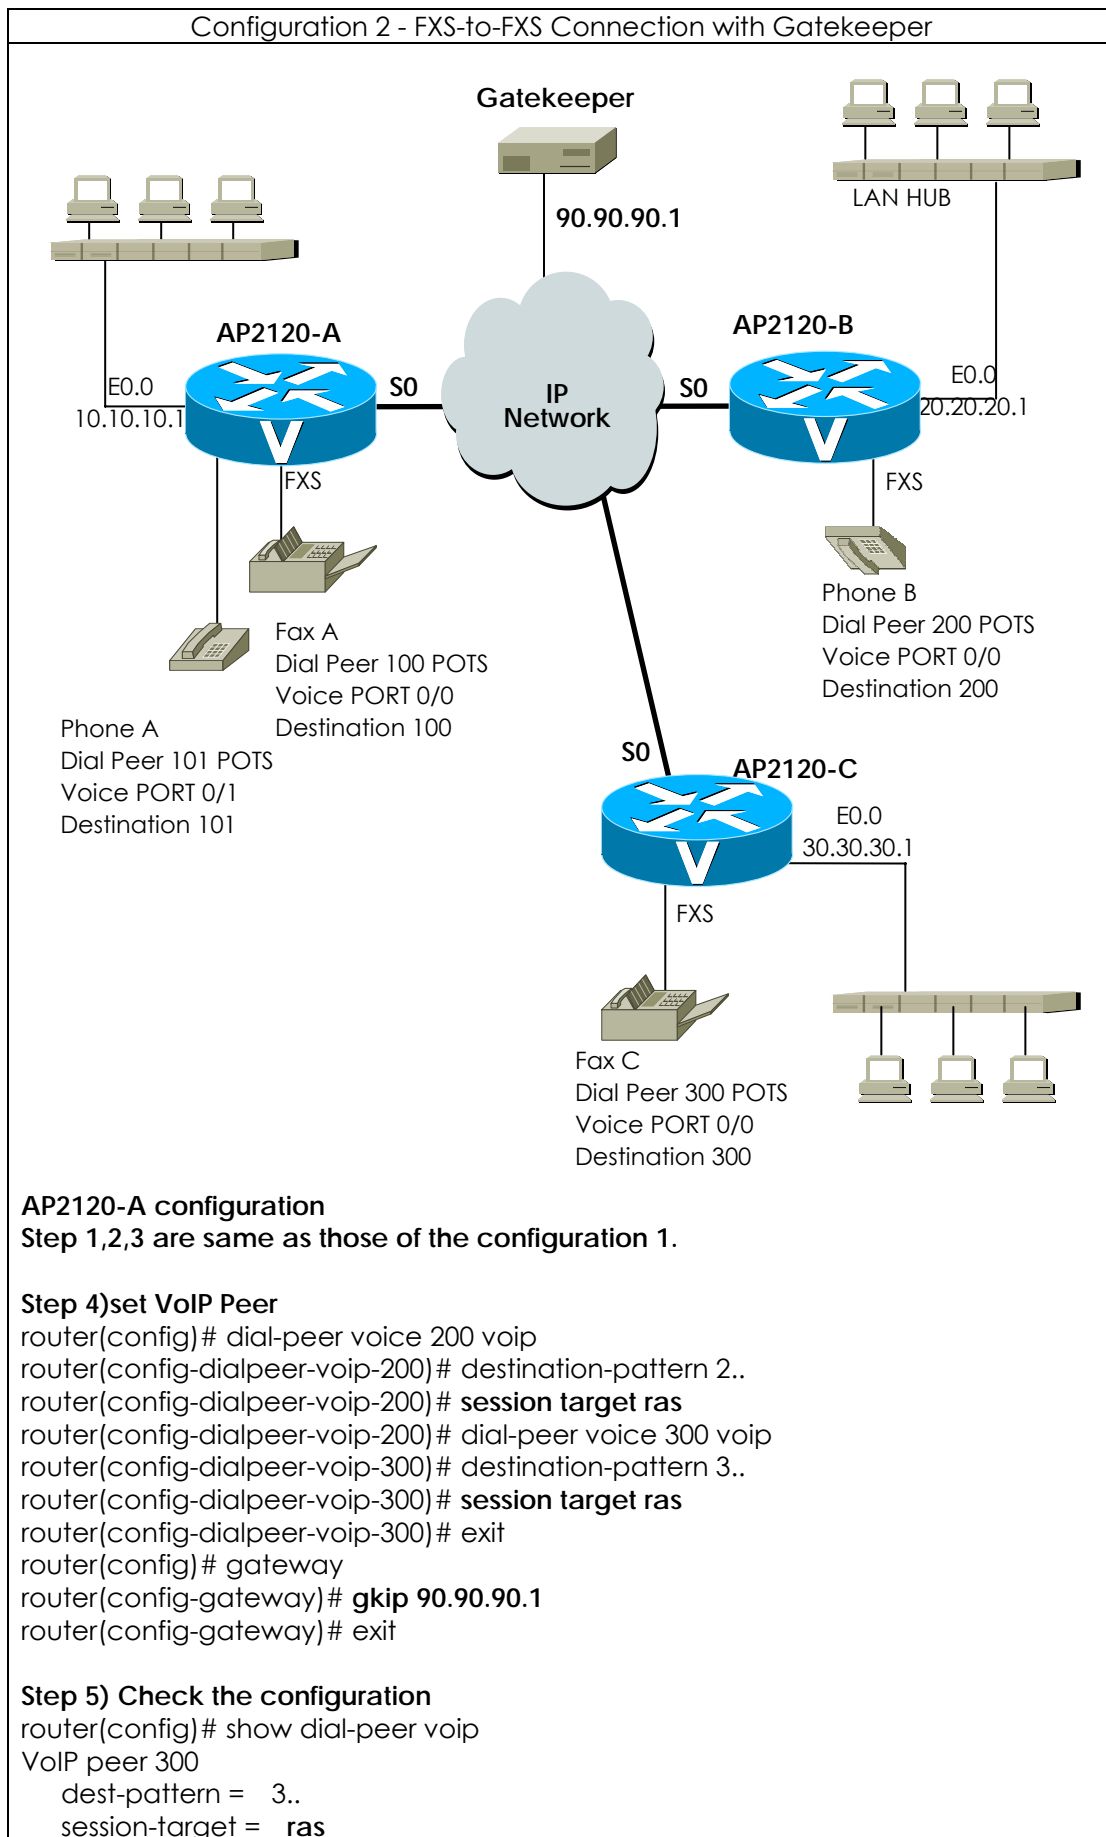 Configuration 2 - FXS-to-FXS Connection with Gatekeeper
Gatekeeper
90.90.90.1
LAN HUB
AP2120-A
AP2120-B
E0.0
10.10.10.1
S0
IP
Network
S0
E0.0
20.20.20.1
FXS
FXS
Fax A
Dial Peer 100 POTS
Voice PORT 0/0
Destination 100
Phone B
Dial Peer 200 POTS
Voice PORT 0/0
Destination 200
Phone A
Dial Peer 101 POTS
Voice PORT 0/1
Destination 101
S0
AP2120-C
E0.0
30.30.30.1
FXS
Fax C
Dial Peer 300 POTS
Voice PORT 0/0
Destination 300
AP2120-A configuration
Step 1,2,3 are same as those of the configuration 1.
Step 4)set VoIP Peer
router(config)# dial-peer voice 200 voip
router(config-dialpeer-voip-200)# destination-pattern 2..
router(config-dialpeer-voip-200)# session target ras
router(config-dialpeer-voip-200)# dial-peer voice 300 voip
router(config-dialpeer-voip-300)# destination-pattern 3..
router(config-dialpeer-voip-300)# session target ras
router(config-dialpeer-voip-300)# exit
router(config)# gateway
router(config-gateway)# gkip 90.90.90.1
router(config-gateway)# exit
Step 5) Check the configuration
router(config)# show dial-peer voip
VoIP peer 300
dest-pattern = 3..
session-target = ras